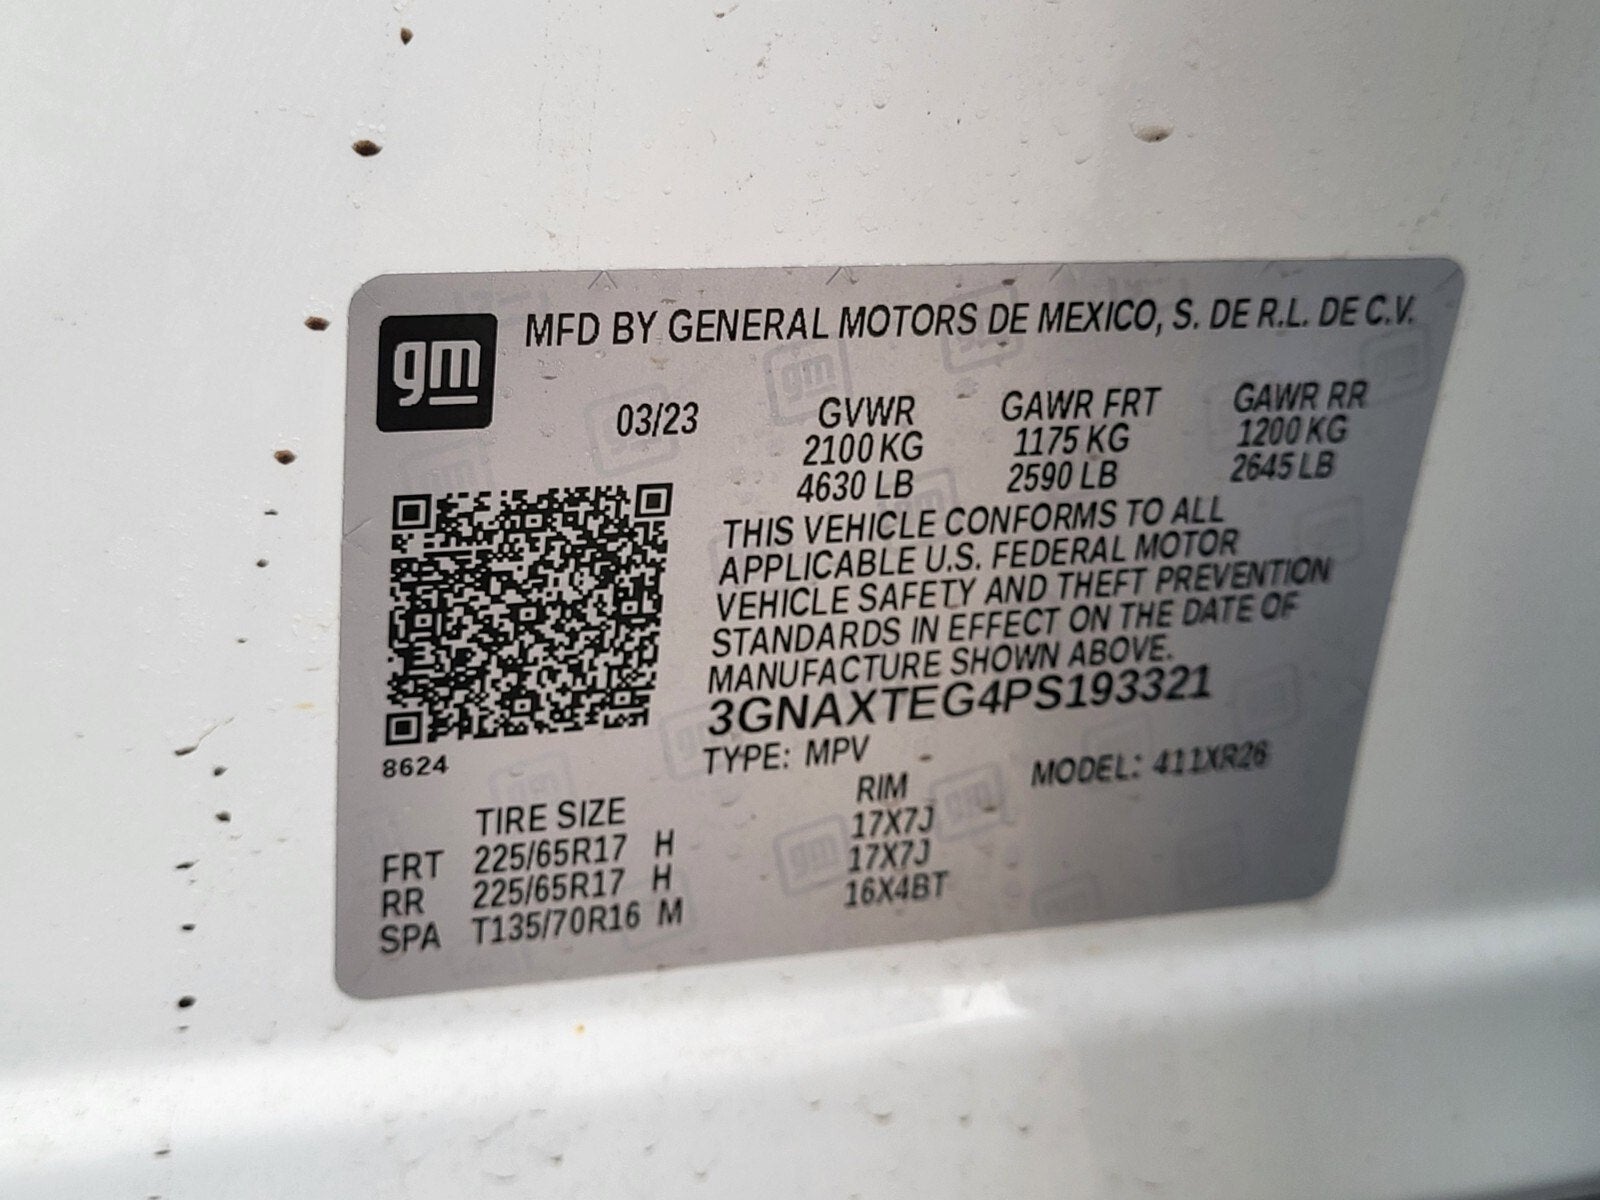 gm
MFD BY GENERAL MOTORS DE MEXICO, S. DE R.L. DE C.V.
03/23 GVWR GAWR FRT GAWR RR
2100 KG 1175 KG 1200 KG
4630 LB 2590 LB 2645 LB
THIS VEHICLE CONFORMS TO ALL
APPLICABLE U.S. FEDERAL MOTOR
VEHICLE SAFETY AND THEFT PREVENTION
STANDARDS IN EFFECT ON THE DATE OF
MANUFACTURE SHOWN ABOVE.
3GNAXTEG4PS193321
8624
TYPE: MPV MODEL: 411XR26
TIRE SIZE RIM
FRT 225/65R17 H 17X7J
RR 225/65R17 H 17X7J
SPA T135/70R16 M 16X4BT